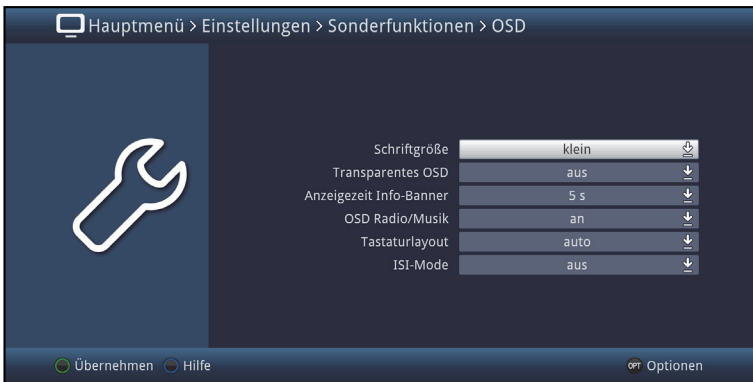 Hauptmenü > Einstellungen > Sonderfunktionen > OSD
Schriftgröße klein
Transparentes OSD aus
Anzeigezeit Info-Banner 5 s
OSD Radio/Musik an
Tastaturlayout auto
ISI-Mode aus
Übernehmen Hilfe OPT Optionen